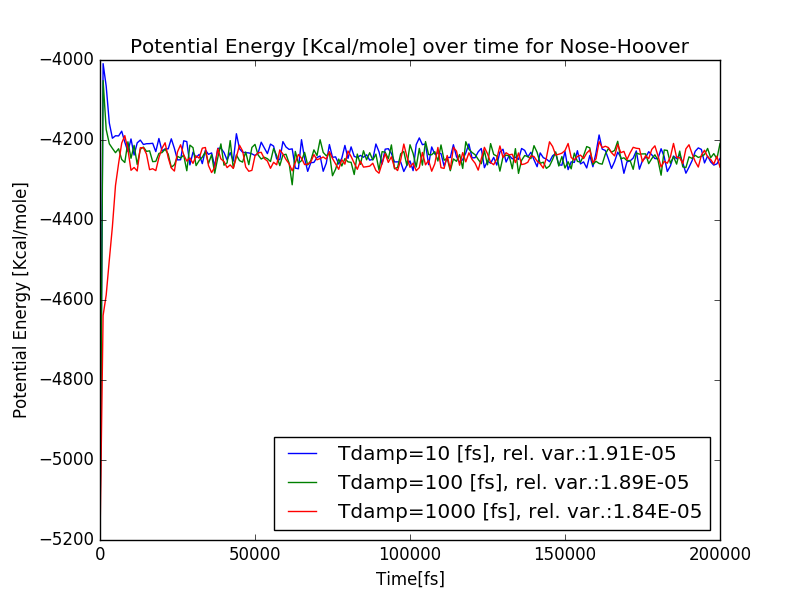 Potential Energy [Kcal/mole] over time for Nose-Hoover
Potential Energy [Kcal/mole]
−4000
−4200
−4400
−4600
−4800
−5000
−5200
Tdamp=10 [fs], rel. var.:1.91E-05
Tdamp=100 [fs], rel. var.:1.89E-05
Tdamp=1000 [fs], rel. var.:1.84E-05
0
50000
100000
150000
200000
Time[fs]